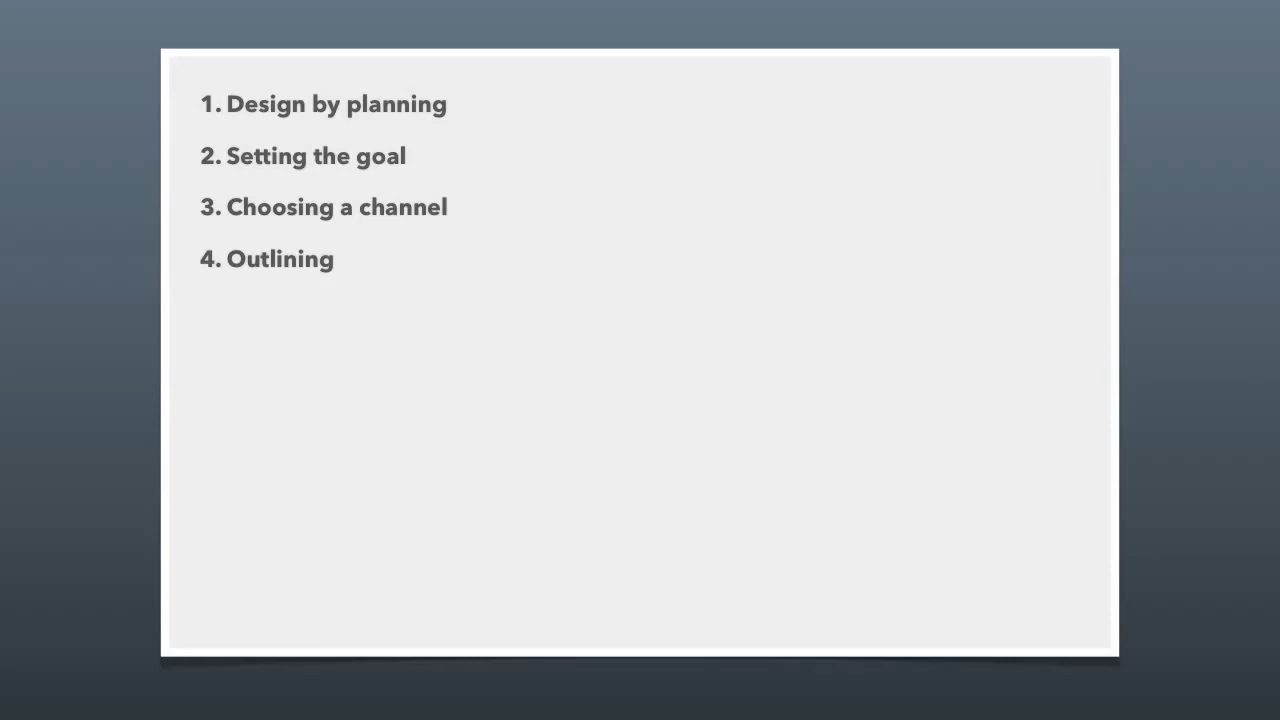 1. Design by planning
2. Setting the goal
3. Choosing a channel
4. Outlining